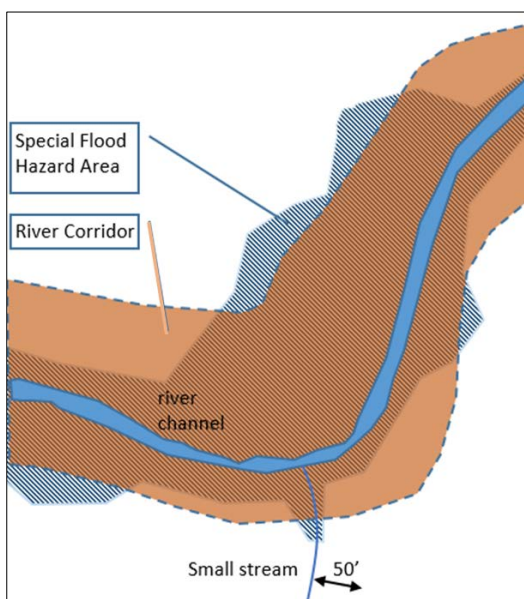 Special Flood
Hazard Area
River Corridor
river
channel
Small stream
50’